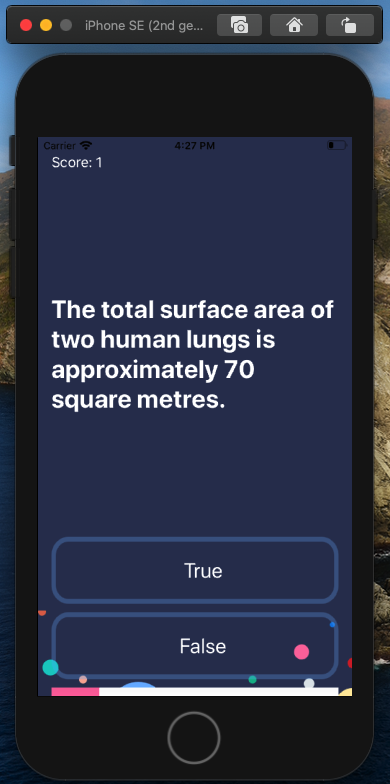 iPhone SE (2nd ge...
Carrier 4:27 PM
Score: 1
The total surface area of
two human lungs is
approximately 70
square metres.
True
False